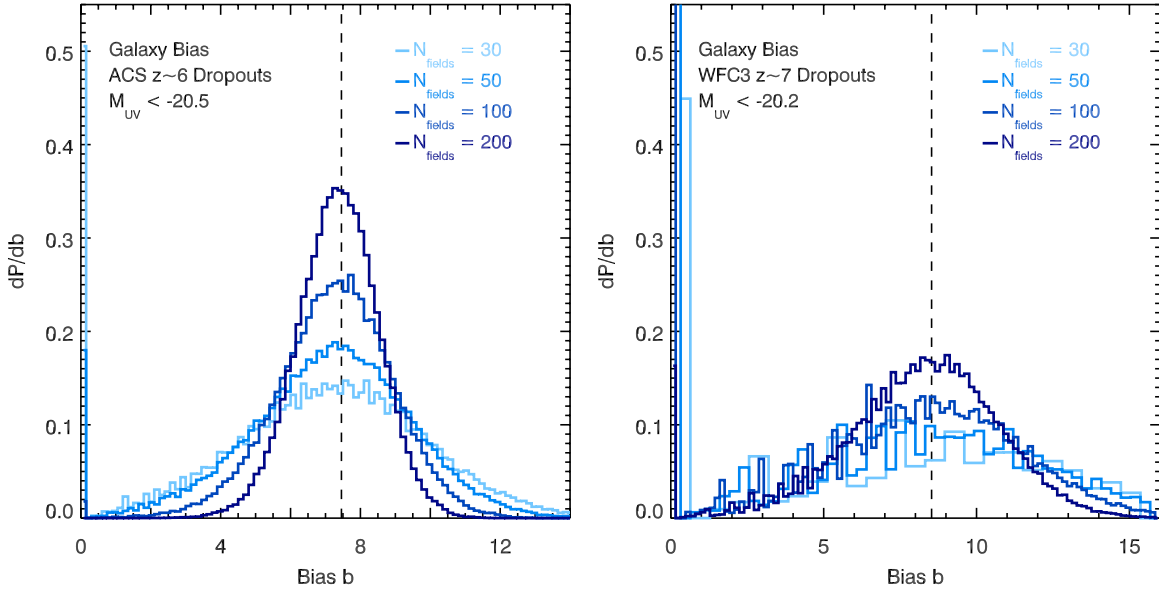 Galaxy Bias
ACS z~6 Dropouts
M_UV < -20.5
N_fields = 30
N_fields = 50
N_fields = 100
N_fields = 200
dP/db
0.5
0.4
0.3
0.2
0.1
0.0
0 4 8 12
Bias b
Galaxy Bias
WFC3 z~7 Dropouts
M_UV < -20.2
N_fields = 30
N_fields = 50
N_fields = 100
N_fields = 200
dP/db
0.5
0.4
0.3
0.2
0.1
0.0
0 5 10 15
Bias b